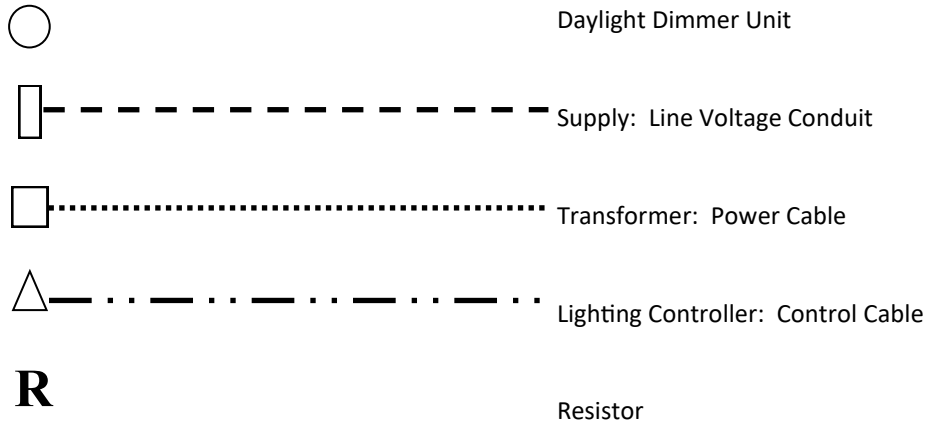 Daylight Dimmer Unit
Supply: Line Voltage Conduit
Transformer: Power Cable
Lighting Controller: Control Cable
R
Resistor